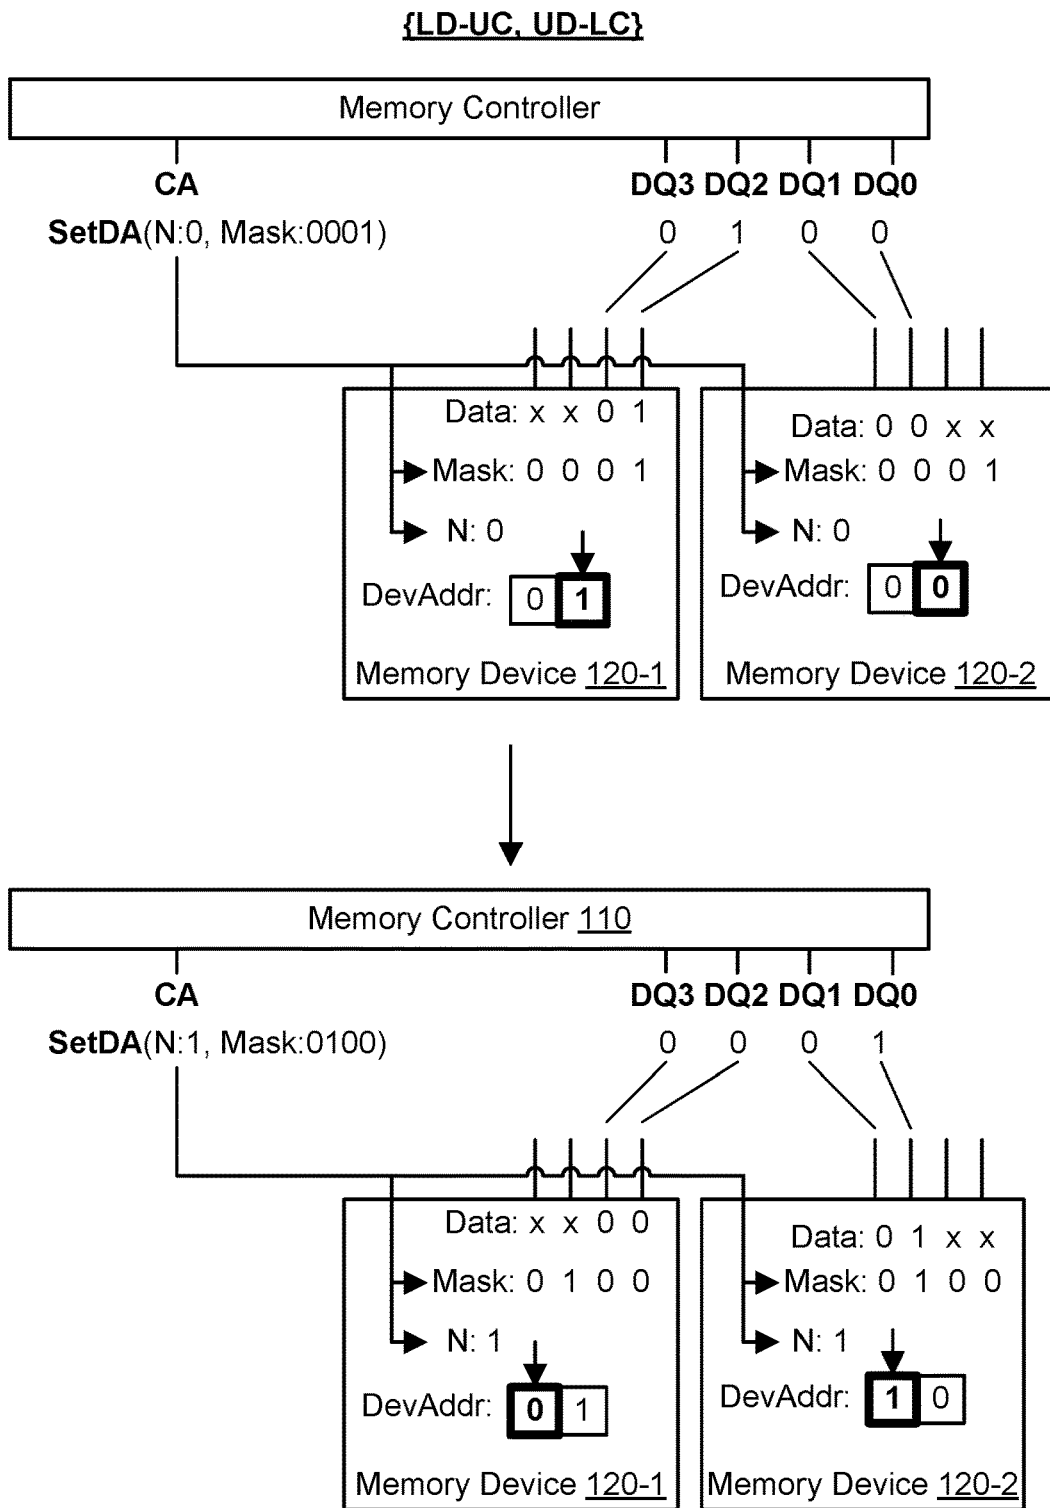 {LD-UC, UD-LC}
Memory Controller
CA DQ3 DQ2 DQ1 DQ0
SetDA(N:0, Mask:0001) 0 1 0 0
Data: x x 0 1 Data: 0 0 x x
Mask: 0 0 0 1 Mask: 0 0 0 1
N: 0 N: 0
DevAddr: 0 1 DevAddr: 0 0
Memory Device 120-1 Memory Device 120-2
Memory Controller 110
CA DQ3 DQ2 DQ1 DQ0
SetDA(N:1, Mask:0100) 0 0 0 1
Data: x x 0 0 Data: 0 1 x x
Mask: 0 1 0 0 Mask: 0 1 0 0
N: 1 N: 1
DevAddr: 0 1 DevAddr: 1 0
Memory Device 120-1 Memory Device 120-2